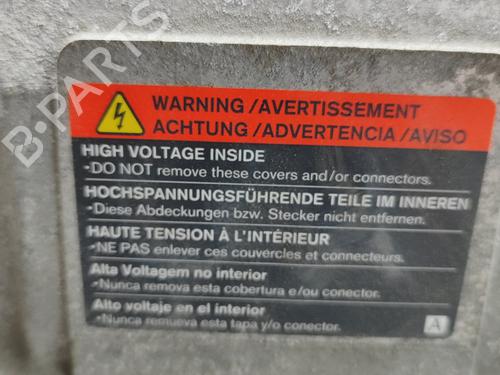 WARNING /AVERTISSEMENT
ACHTUNG /ADVERTENCIA /AVISO
HIGH VOLTAGE INSIDE
•DO NOT remove these covers and/or connectors.
HOCHSPANNUNGSFÜHRENDE TEILE IM INNEREN
•Diese Abdeckungen bzw. Stecker nicht entfernen.
HAUTE TENSION À L'INTÉRIEUR
•NE PAS enlever ces couvercles et connecteurs.
Alta Voltagem no interior
•Nunca remova esta cobertura e/ou conector.
Alto voltaje en el interior
•Nunca remueva esta tapa y/o conector.
A
B-PARTS